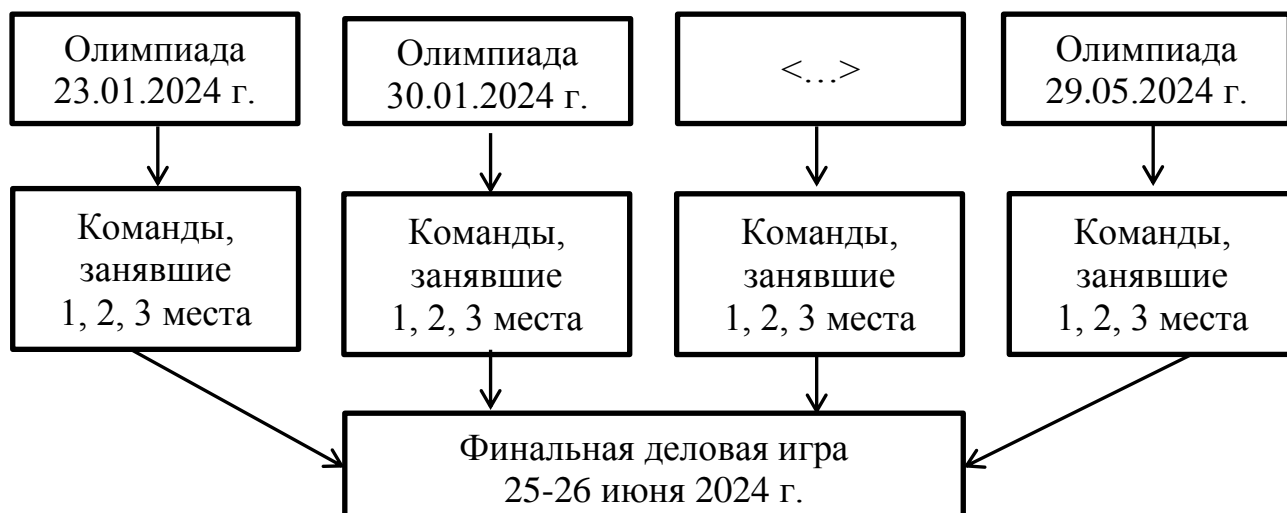 Олимпиада
23.01.2024 г.
Олимпиада
30.01.2024 г.
<…>
Олимпиада
29.05.2024 г.
Команды,
занявшие
1, 2, 3 места
Команды,
занявшие
1, 2, 3 места
Команды,
занявшие
1, 2, 3 места
Команды,
занявшие
1, 2, 3 места
Финальная деловая игра
25-26 июня 2024 г.